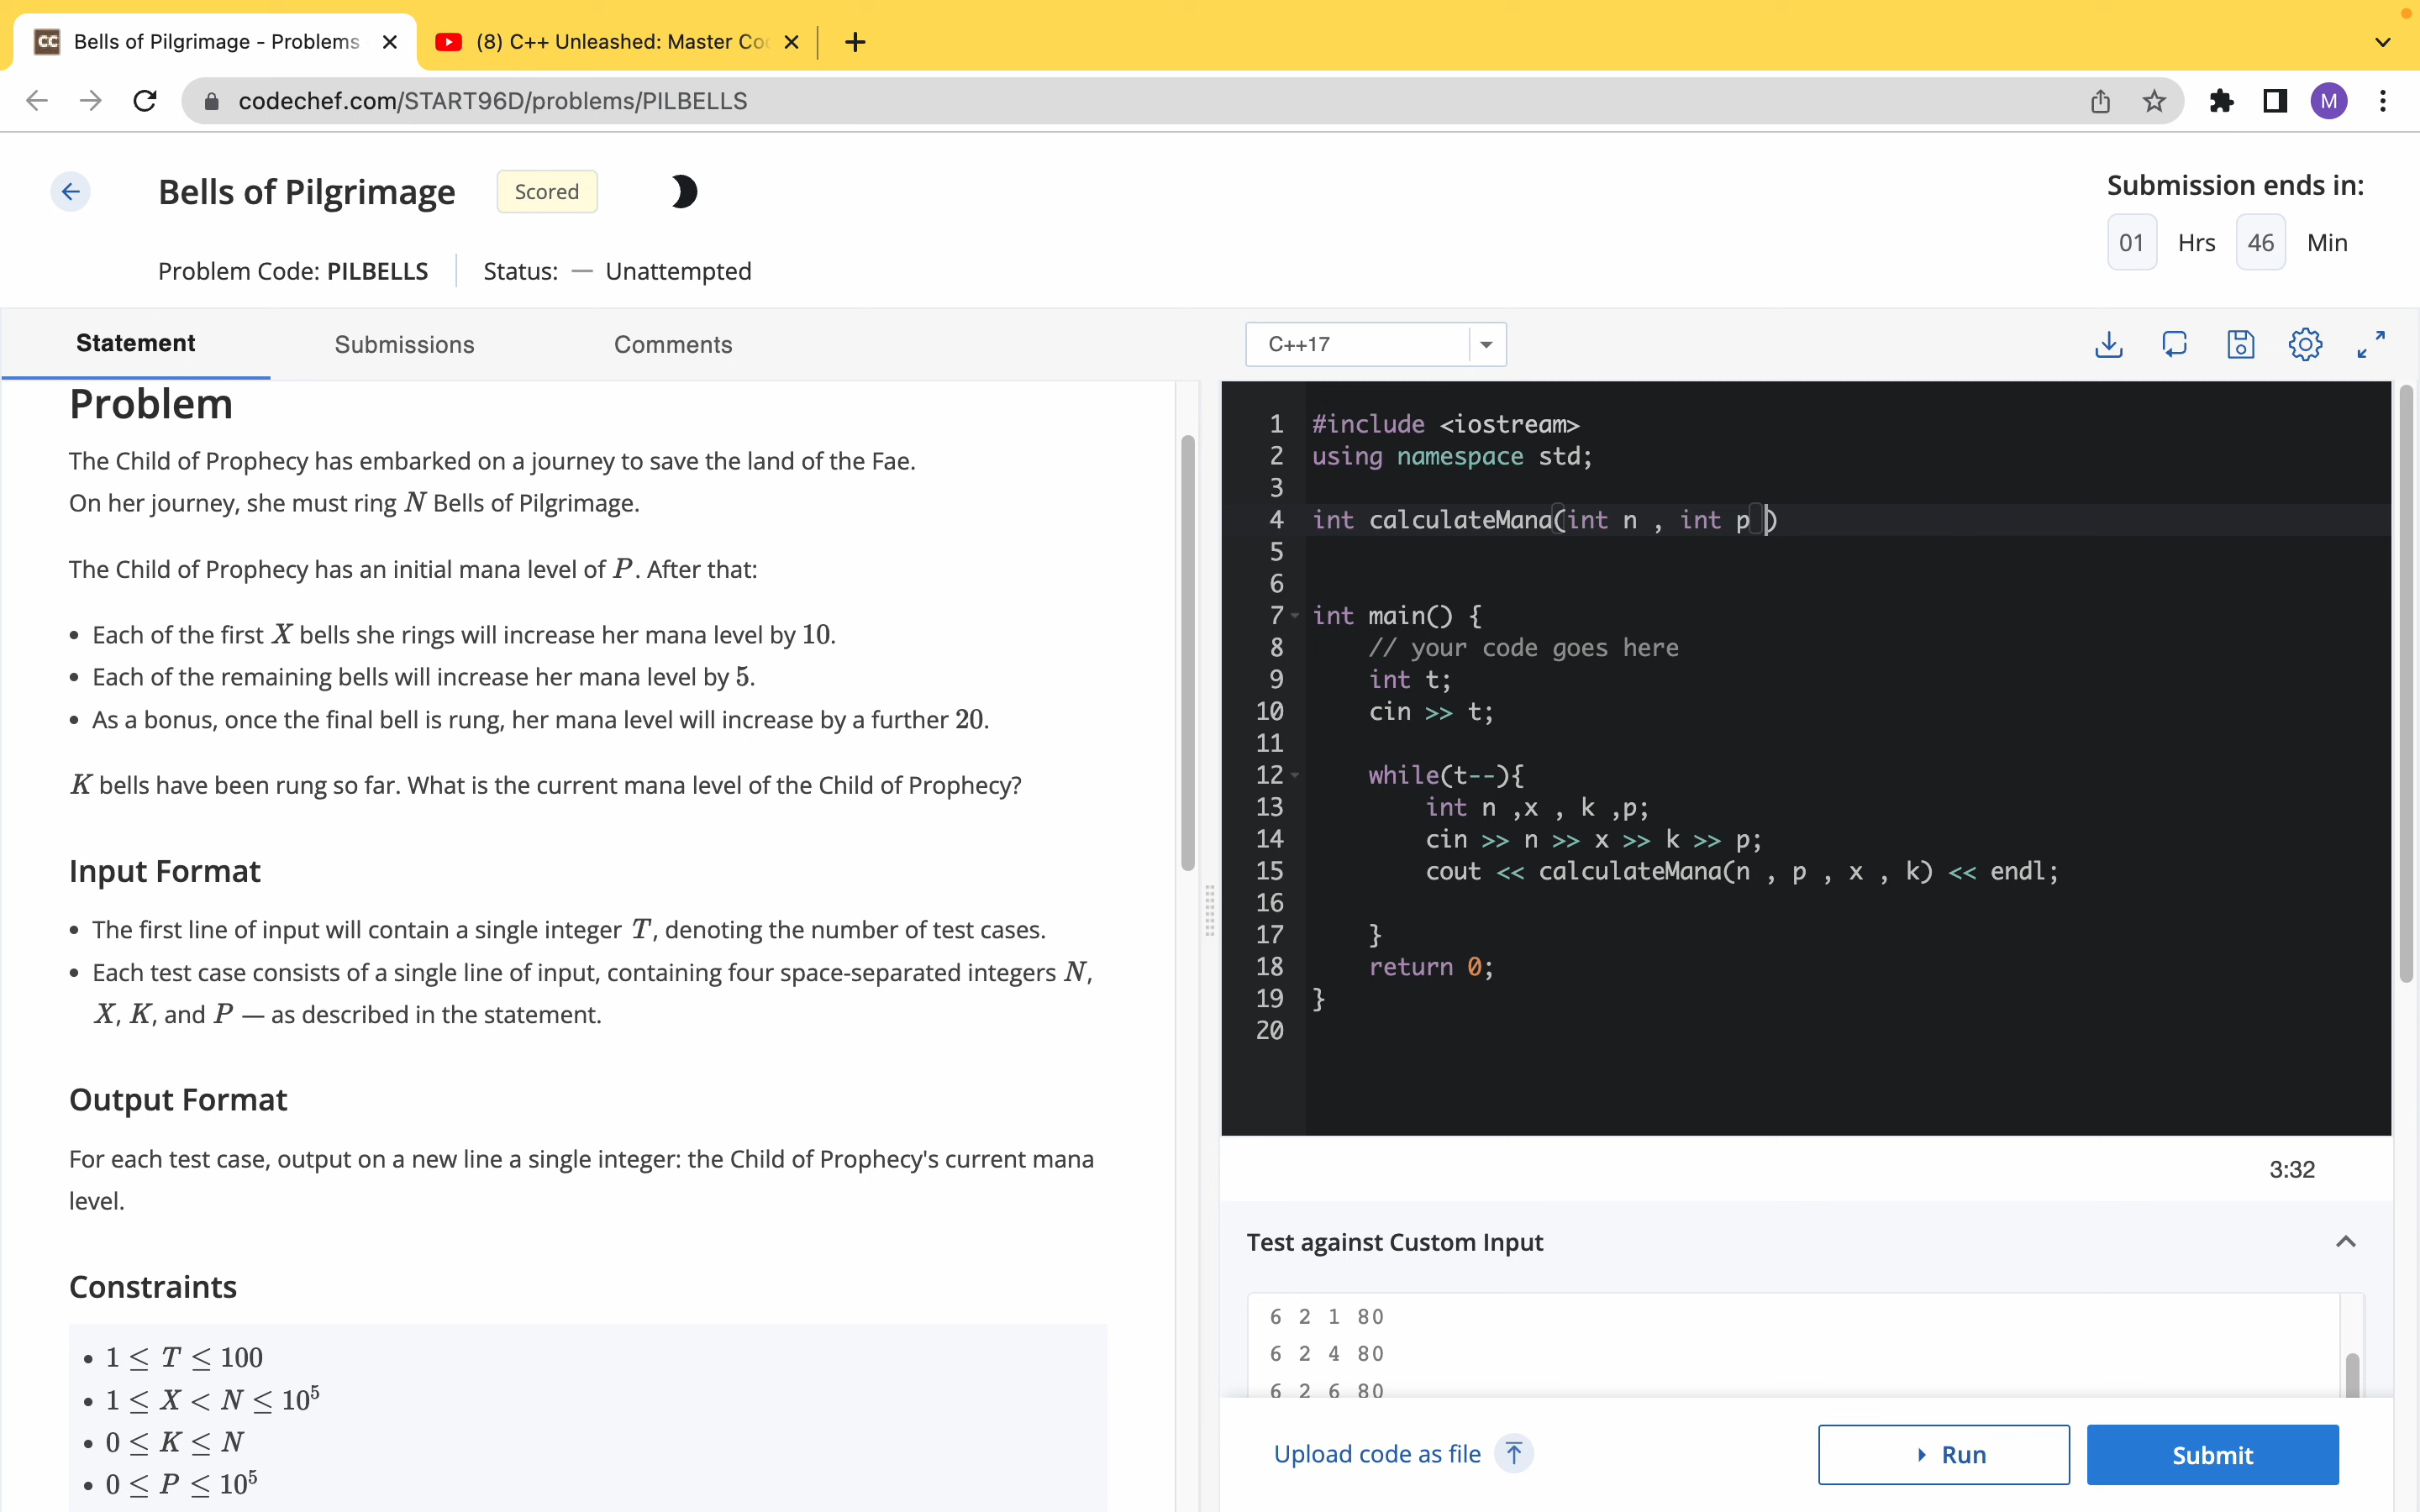 Bells of Pilgrimage - Problems
(8) C++ Unleashed: Master Co
codechef.com/START96D/problems/PILBELLS
M
Bells of Pilgrimage
Scored
Submission ends in:
01 Hrs 46 Min
Problem Code: PILBELLS
Status: — Unattempted
Statement
Submissions
Comments
C++17
Problem
The Child of Prophecy has embarked on a journey to save the land of the Fae.
On her journey, she must ring N Bells of Pilgrimage.
The Child of Prophecy has an initial mana level of P. After that:
• Each of the first X bells she rings will increase her mana level by 10.
• Each of the remaining bells will increase her mana level by 5.
• As a bonus, once the final bell is rung, her mana level will increase by a further 20.
K bells have been rung so far. What is the current mana level of the Child of Prophecy?
Input Format
• The first line of input will contain a single integer T, denoting the number of test cases.
• Each test case consists of a single line of input, containing four space-separated integers N,
X, K, and P — as described in the statement.
Output Format
For each test case, output on a new line a single integer: the Child of Prophecy's current mana
level.
Constraints
• 1 ≤ T ≤ 100
• 1 ≤ X < N ≤ 10^5
• 0 ≤ K ≤ N
• 0 ≤ P ≤ 10^5
1 #include <iostream>
2 using namespace std;
3
4 int calculateMana(int n , int p )
5
6
7 int main() {
8 // your code goes here
9 int t;
10 cin >> t;
11
12 while(t--){
13 int n ,x , k ,p;
14 cin >> n >> x >> k >> p;
15 cout << calculateMana(n , p , x , k) << endl;
16
17 }
18 return 0;
19 }
20
3:32
Test against Custom Input
6 2 1 80
6 2 4 80
6 2 6 80
Upload code as file
Run
Submit